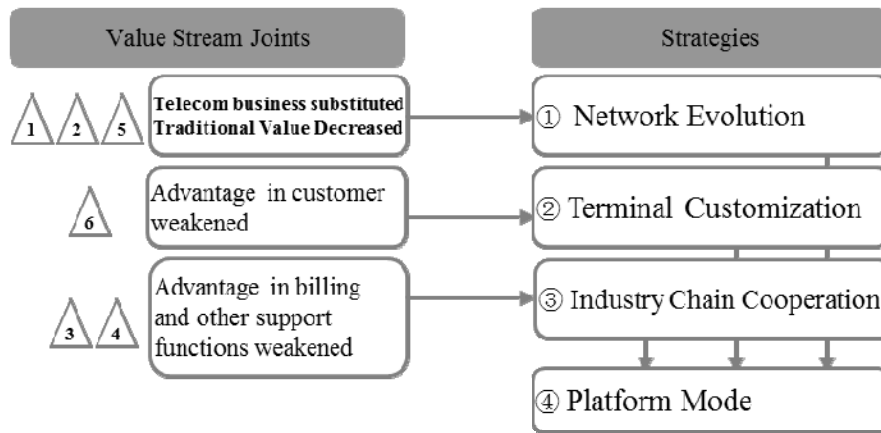 Value Stream Joints
Strategies
1 2 5
Telecom business substituted
Traditional Value Decreased
① Network Evolution
6
Advantage in customer
weakened
② Terminal Customization
3 4
Advantage in billing
and other support
functions weakened
③ Industry Chain Cooperation
④ Platform Mode